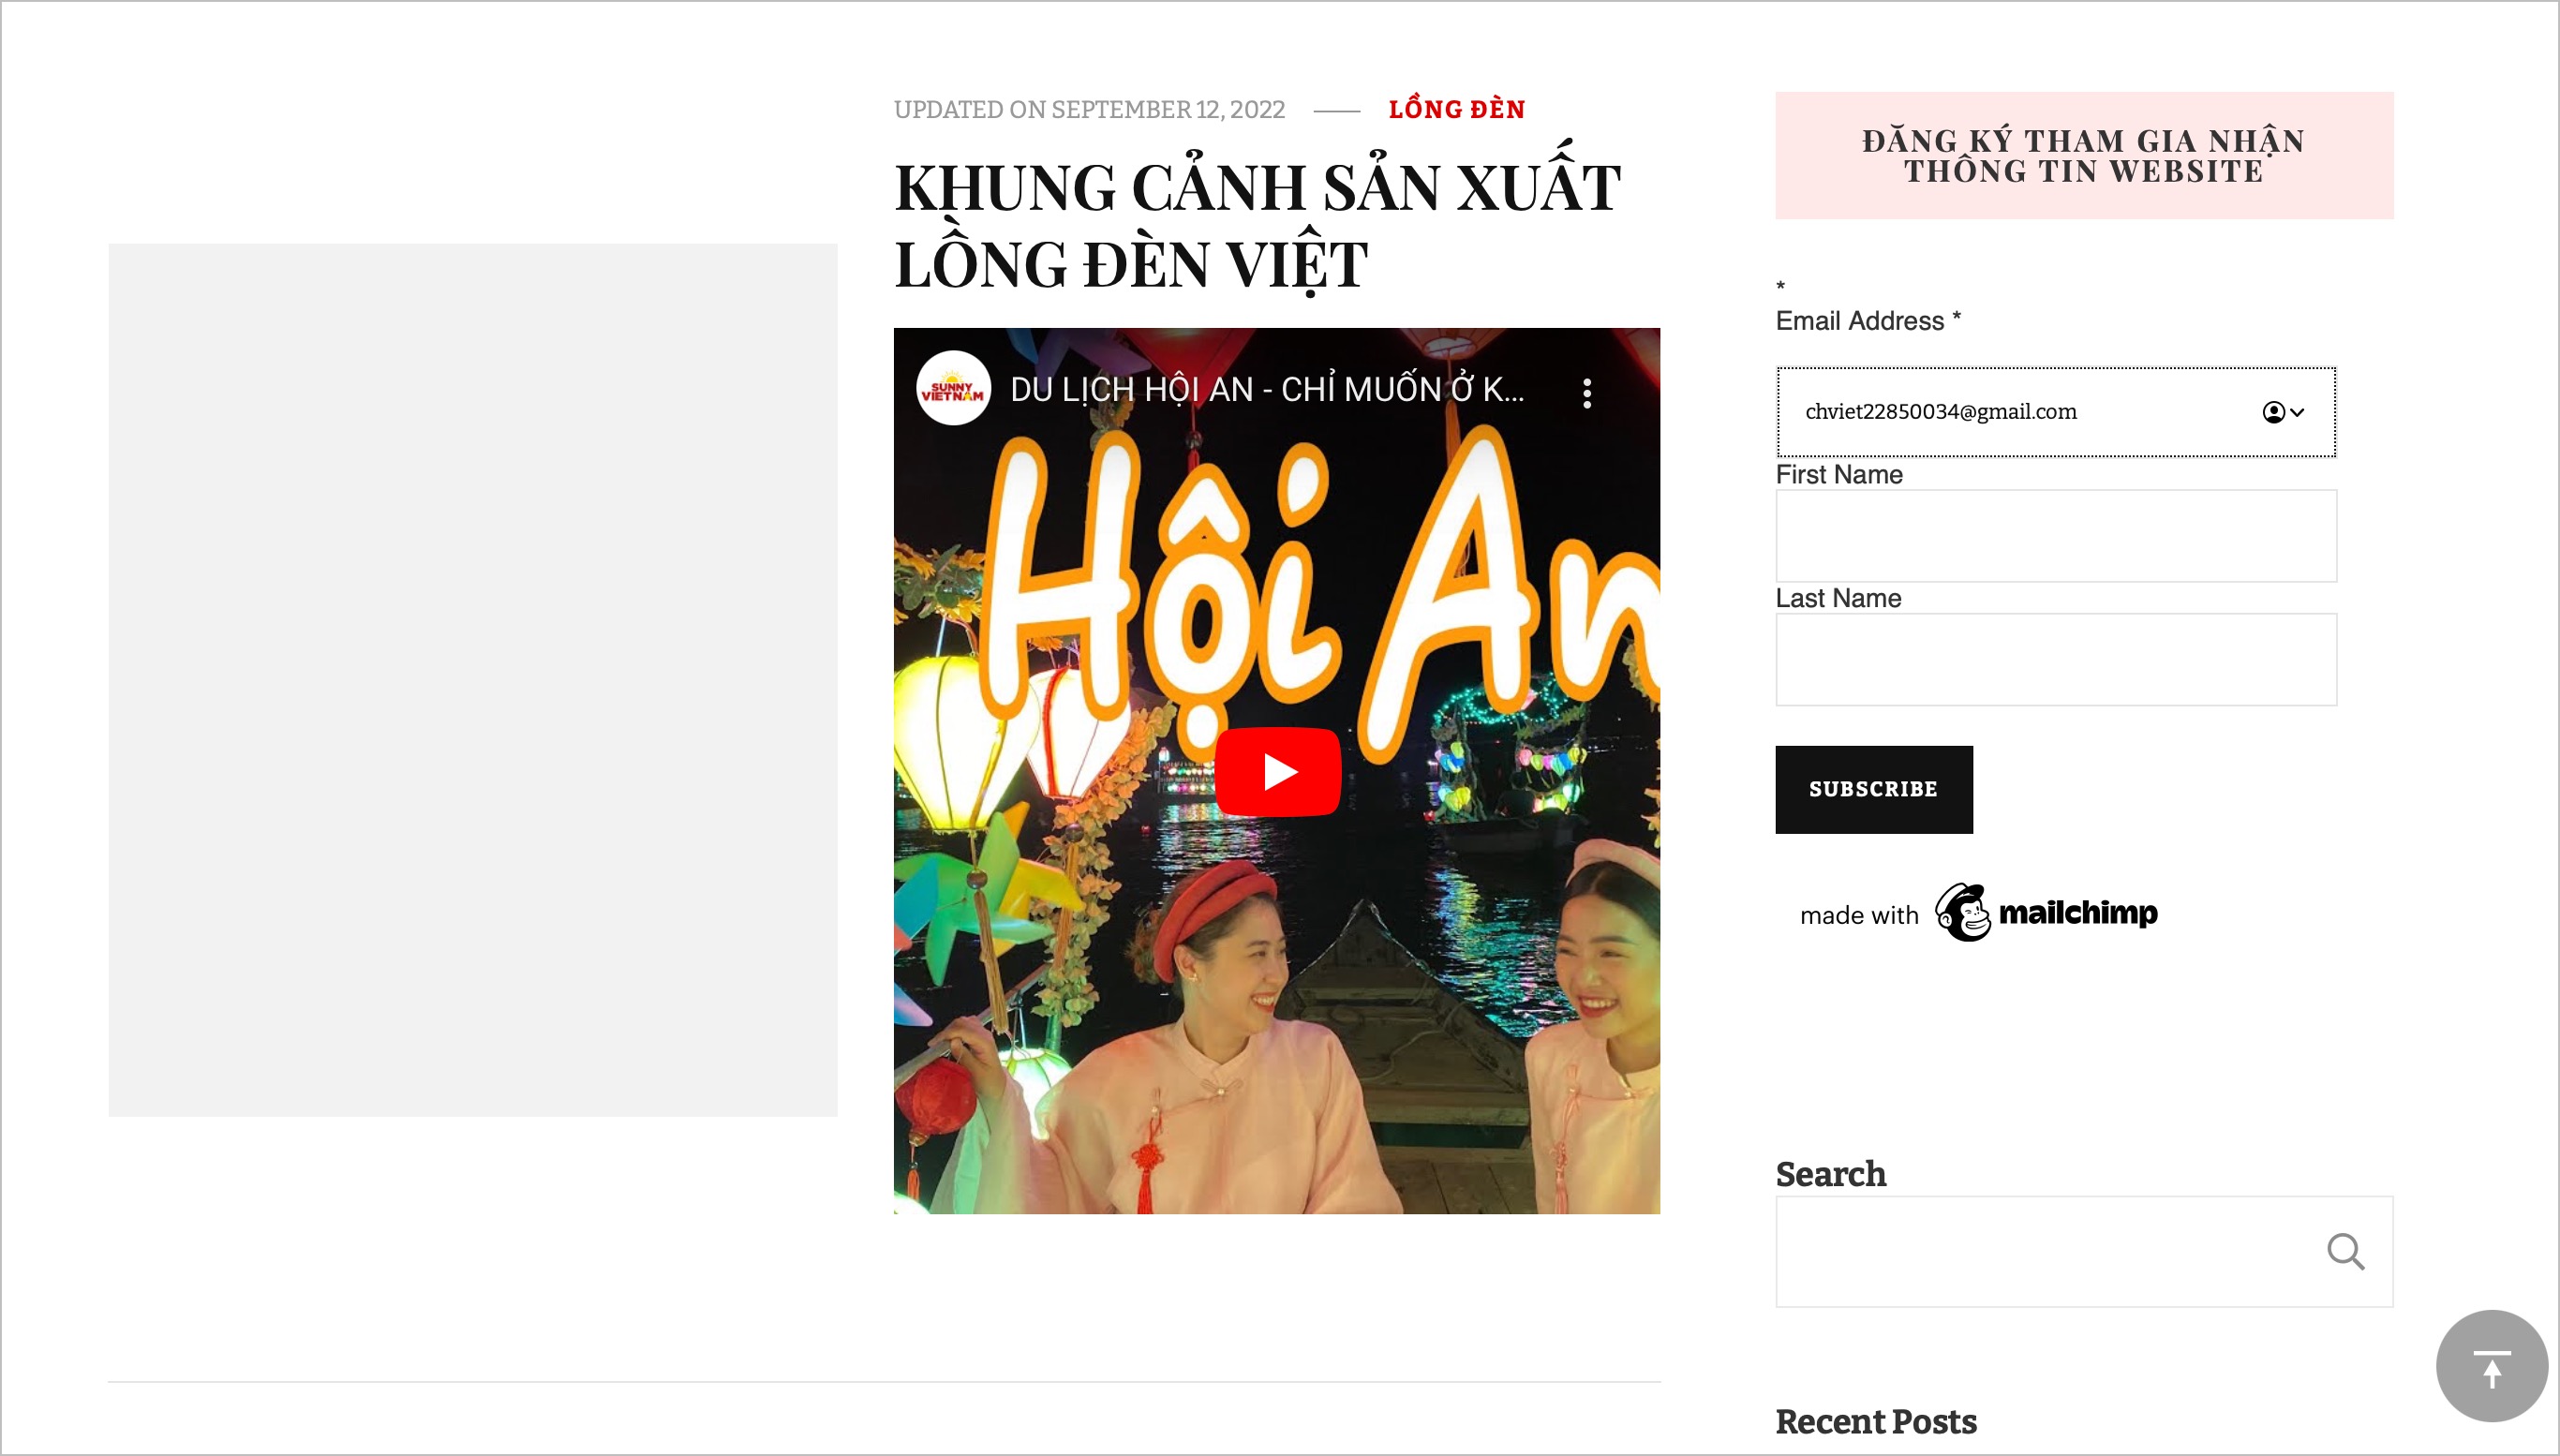 UPDATED ON SEPTEMBER 12, 2022 LỒNG ĐÈN
KHUNG CẢNH SẢN XUẤT
LỒNG ĐÈN VIỆT
SUNNY
VIETNAM
DU LỊCH HỘI AN - CHỈ MUỐN Ở K...
Hội An
ĐĂNG KÝ THAM GIA NHẬN
THÔNG TIN WEBSITE
*
Email Address *
chviet22850034@gmail.com
First Name
Last Name
SUBSCRIBE
made with mailchimp
Search
Recent Posts